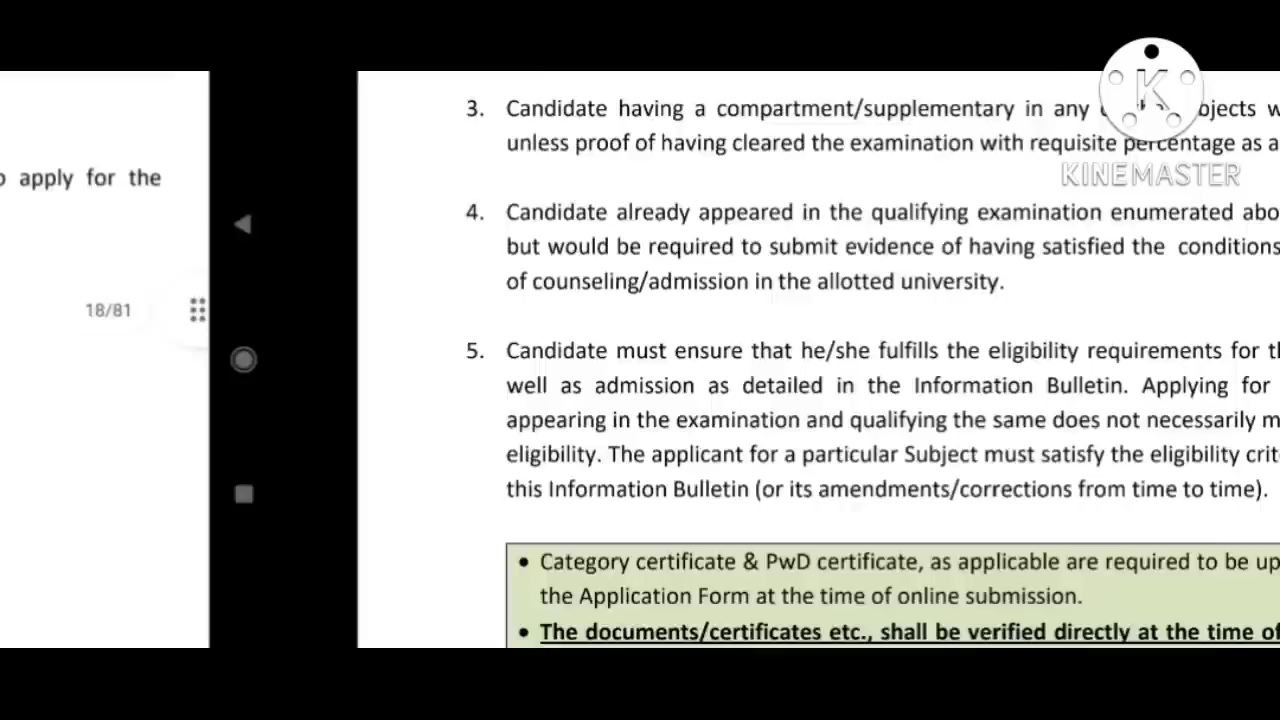 o apply for the
18/81
3. Candidate having a compartment/supplementary in any
unless proof of having cleared the examination with requisite percentage as a
4. Candidate already appeared in the qualifying examination enumerated abo
but would be required to submit evidence of having satisfied the conditions
of counseling/admission in the allotted university.
5. Candidate must ensure that he/she fulfills the eligibility requirements for th
well as admission as detailed in the Information Bulletin. Applying for
appearing in the examination and qualifying the same does not necessarily m
eligibility. The applicant for a particular Subject must satisfy the eligibility crit
this Information Bulletin (or its amendments/corrections from time to time).
• Category certificate & PwD certificate, as applicable are required to be up
the Application Form at the time of online submission.
• The documents/certificates etc., shall be verified directly at the time of
K
KINEMASTER